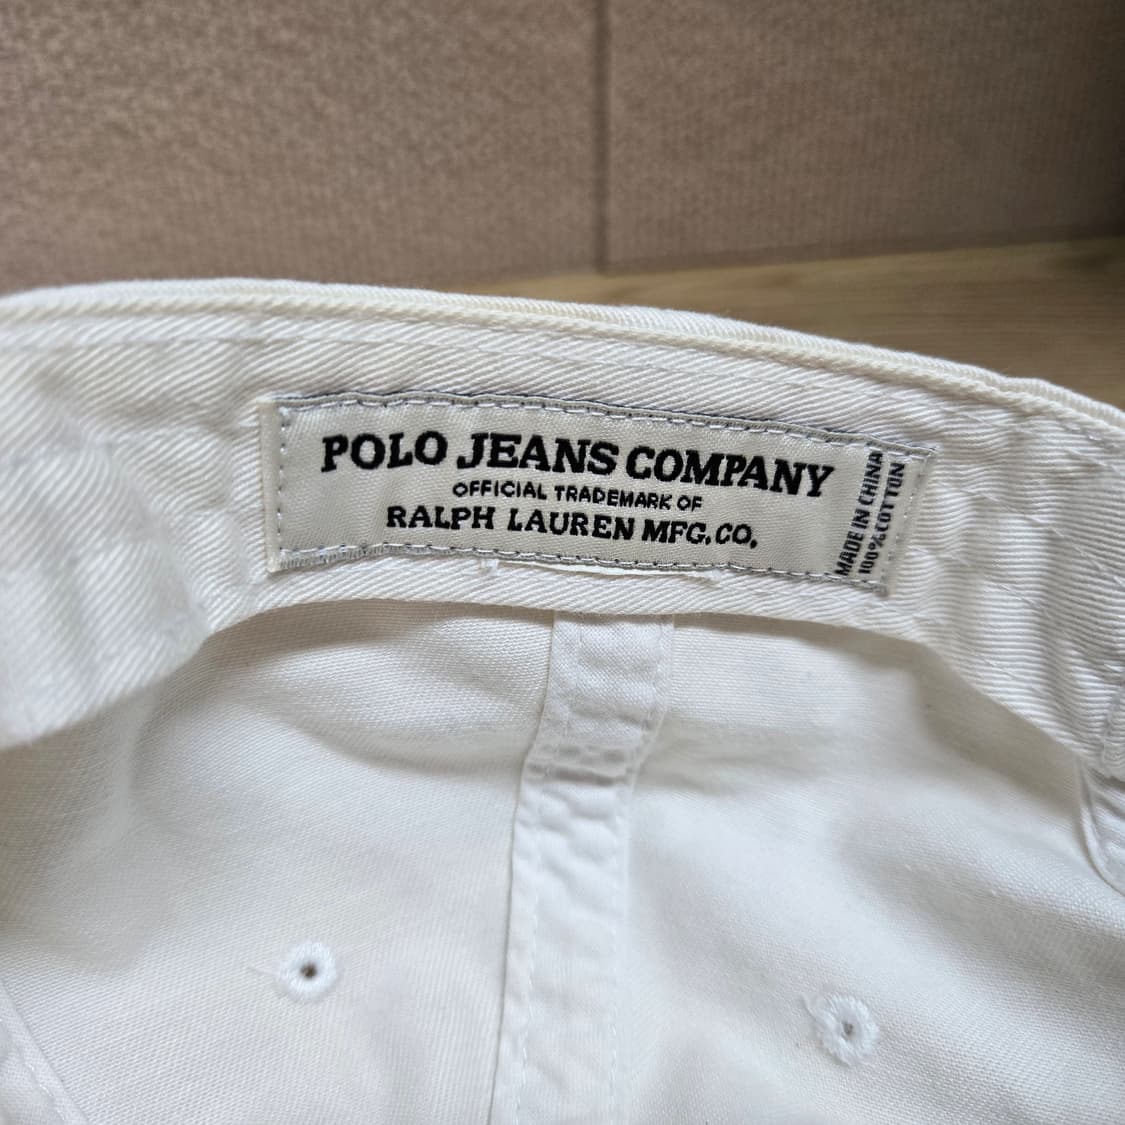 POLO JEANS COMPANY
OFFICIAL TRADEMARK OF
RALPH LAUREN MFG.CO.
MADE IN CHINA
100%COTTON